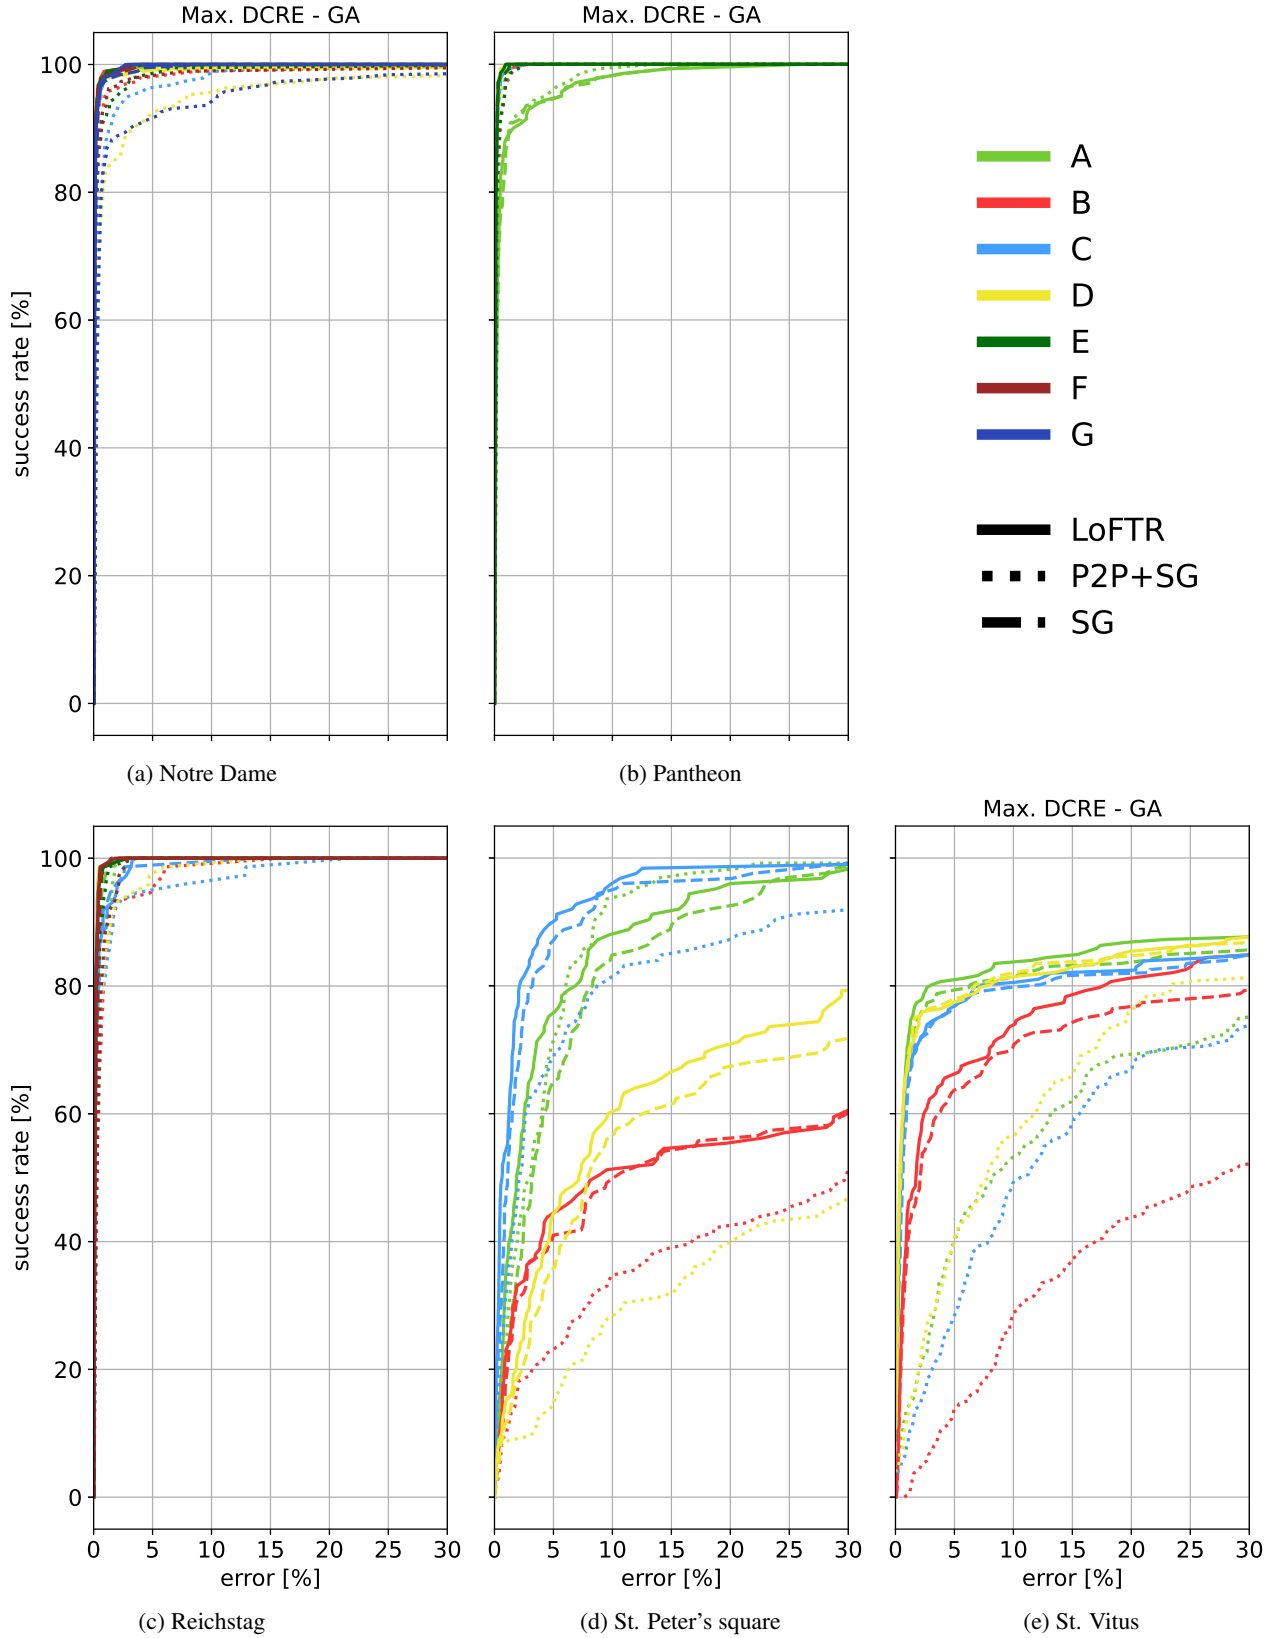 Max. DCRE - GA
Max. DCRE - GA
success rate [%]
100
80
60
40
20
0
A
B
C
D
E
F
G
LoFTR
P2P+SG
SG
(a) Notre Dame
(b) Pantheon
Max. DCRE - GA
success rate [%]
100
80
60
40
20
0
0 5 10 15 20 25 30
0 5 10 15 20 25 30
0 5 10 15 20 25 30
error [%]
error [%]
error [%]
(c) Reichstag
(d) St. Peter's square
(e) St. Vitus